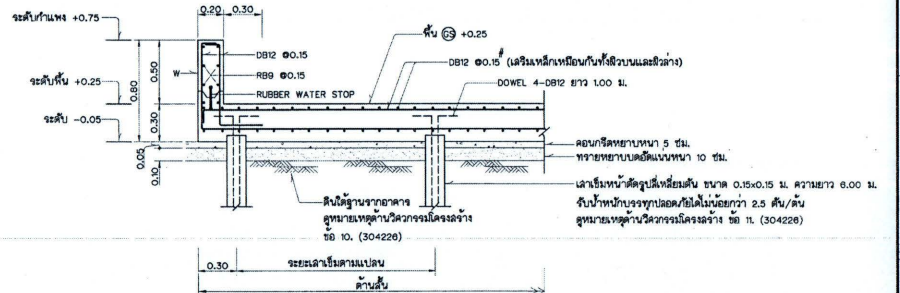 0.20 0.30
ระดับกำแพง +0.75
พื้น GS +0.25
DB12 @0.15
DB12 @0.15# (เสริมเหล็กเหมือนกันทั้งผิวบนและผิวล่าง)
W
RB9 @0.15
DOWEL 4-DB12 ยาว 1.00 ม.
ระดับพื้น +0.25
0.80
0.50
RUBBER WATER STOP
ระดับ -0.05
0.30
0.05
0.10
คอนกรีตหยาบหนา 5 ซม.
ทรายหยาบบดอัดแน่นหนา 10 ซม.
เสาเข็มหน้าตัดรูปสี่เหลี่ยมตัน ขนาด 0.15x0.15 ม. ความยาว 6.00 ม.
รับน้ำหนักบรรทุกปลอดภัยได้ไม่น้อยกว่า 2.5 ตัน/ต้น
ดูหมายเหตุด้านวิศวกรรมโครงสร้าง ข้อ 11. (304226)
ดินใต้ฐานรากอาคาร
ดูหมายเหตุด้านวิศวกรรมโครงสร้าง
ข้อ 10. (304226)
0.30
ระยะเสาเข็มตามแปลน
ด้านสั้น